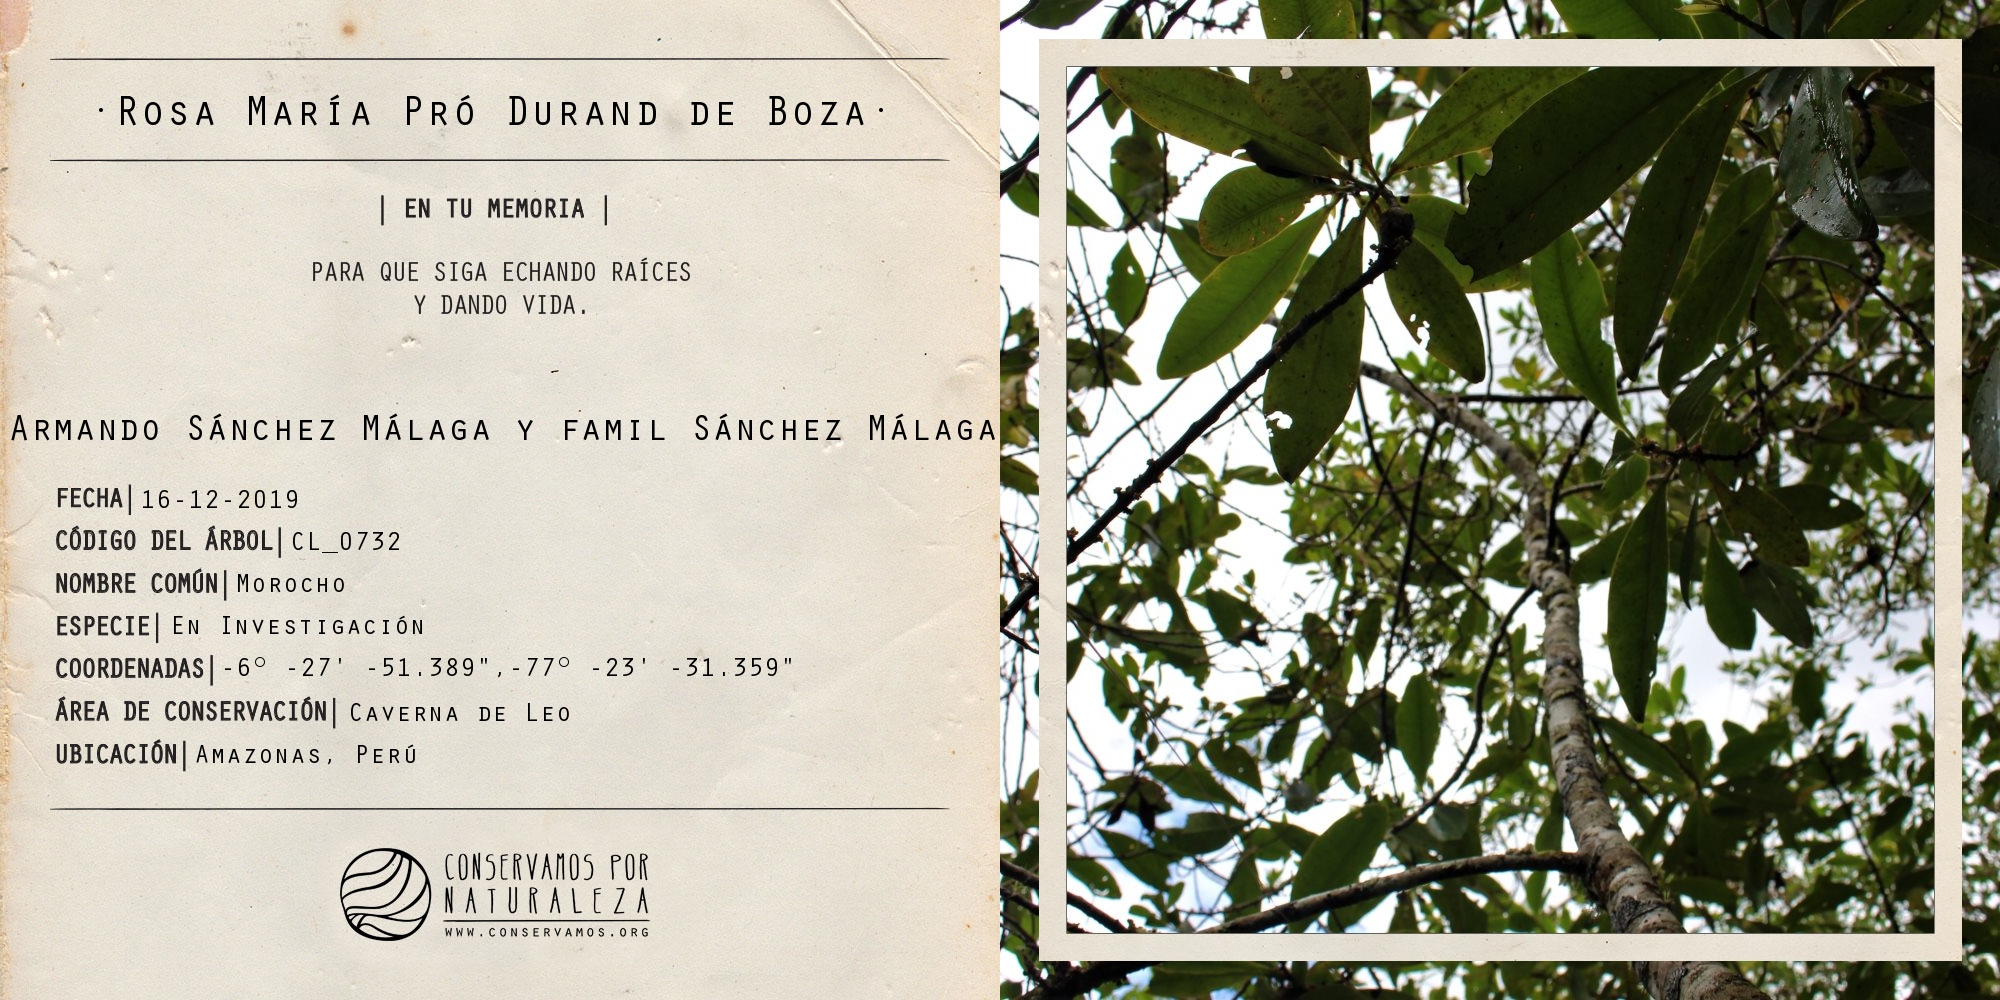 · Rosa María Pró Durand de Boza ·
| EN TU MEMORIA |
PARA QUE SIGA ECHANDO RAÍCES
Y DANDO VIDA.
Armando Sánchez Málaga y famil Sánchez Málaga
FECHA| 16-12-2019
CÓDIGO DEL ÁRBOL| CL_0732
NOMBRE COMÚN| Morocho
ESPECIE| En Investigación
COORDENADAS| -6° -27' -51.389",-77° -23' -31.359"
ÁREA DE CONSERVACIÓN| Caverna de Leo
UBICACIÓN| Amazonas, Perú
CONSERVAMOS POR
NATURALEZA
WWW.CONSERVAMOS.ORG